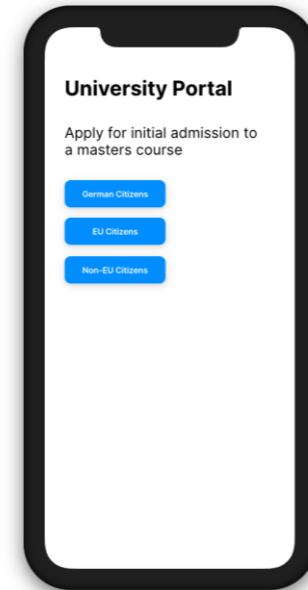 University Portal
Apply for initial admission to
a masters course
German Citizens
EU Citizens
Non-EU Citizens